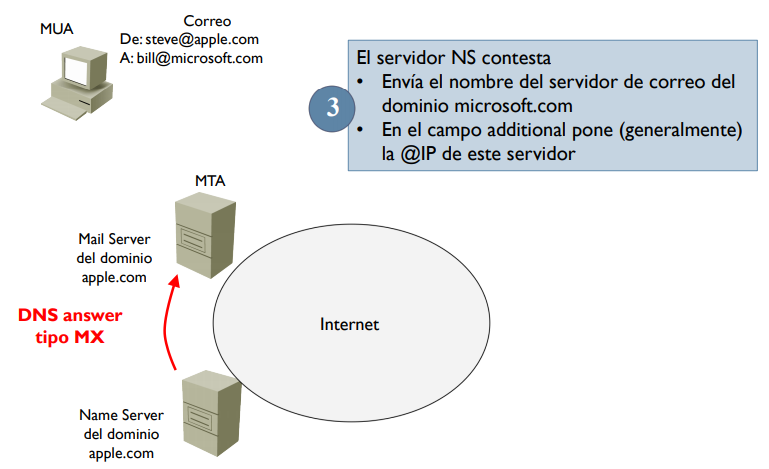 MUA
Correo
De: steve@apple.com
A: bill@microsoft.com
3
El servidor NS contesta
• Envía el nombre del servidor de correo del
dominio microsoft.com
• En el campo additional pone (generalmente)
la @IP de este servidor
MTA
Mail Server
del dominio
apple.com
DNS answer
tipo MX
Internet
Name Server
del dominio
apple.com